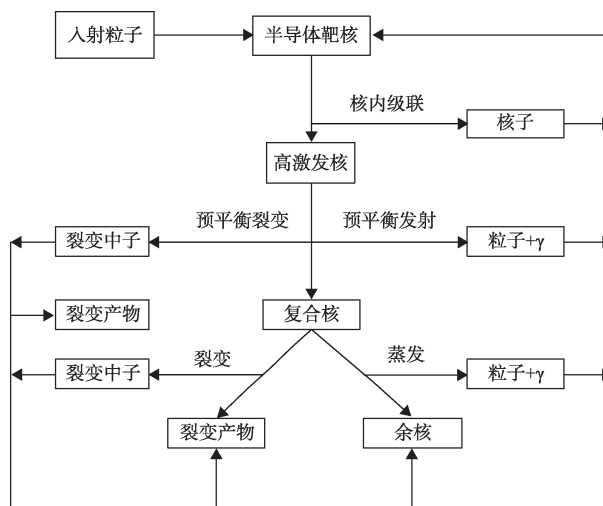 入射粒子
半导体靶核
核内级联
核子
高激发核
预平衡裂变
预平衡发射
裂变中子
粒子+γ
裂变产物
复合核
裂变
蒸发
裂变中子
粒子+γ
裂变产物
余核